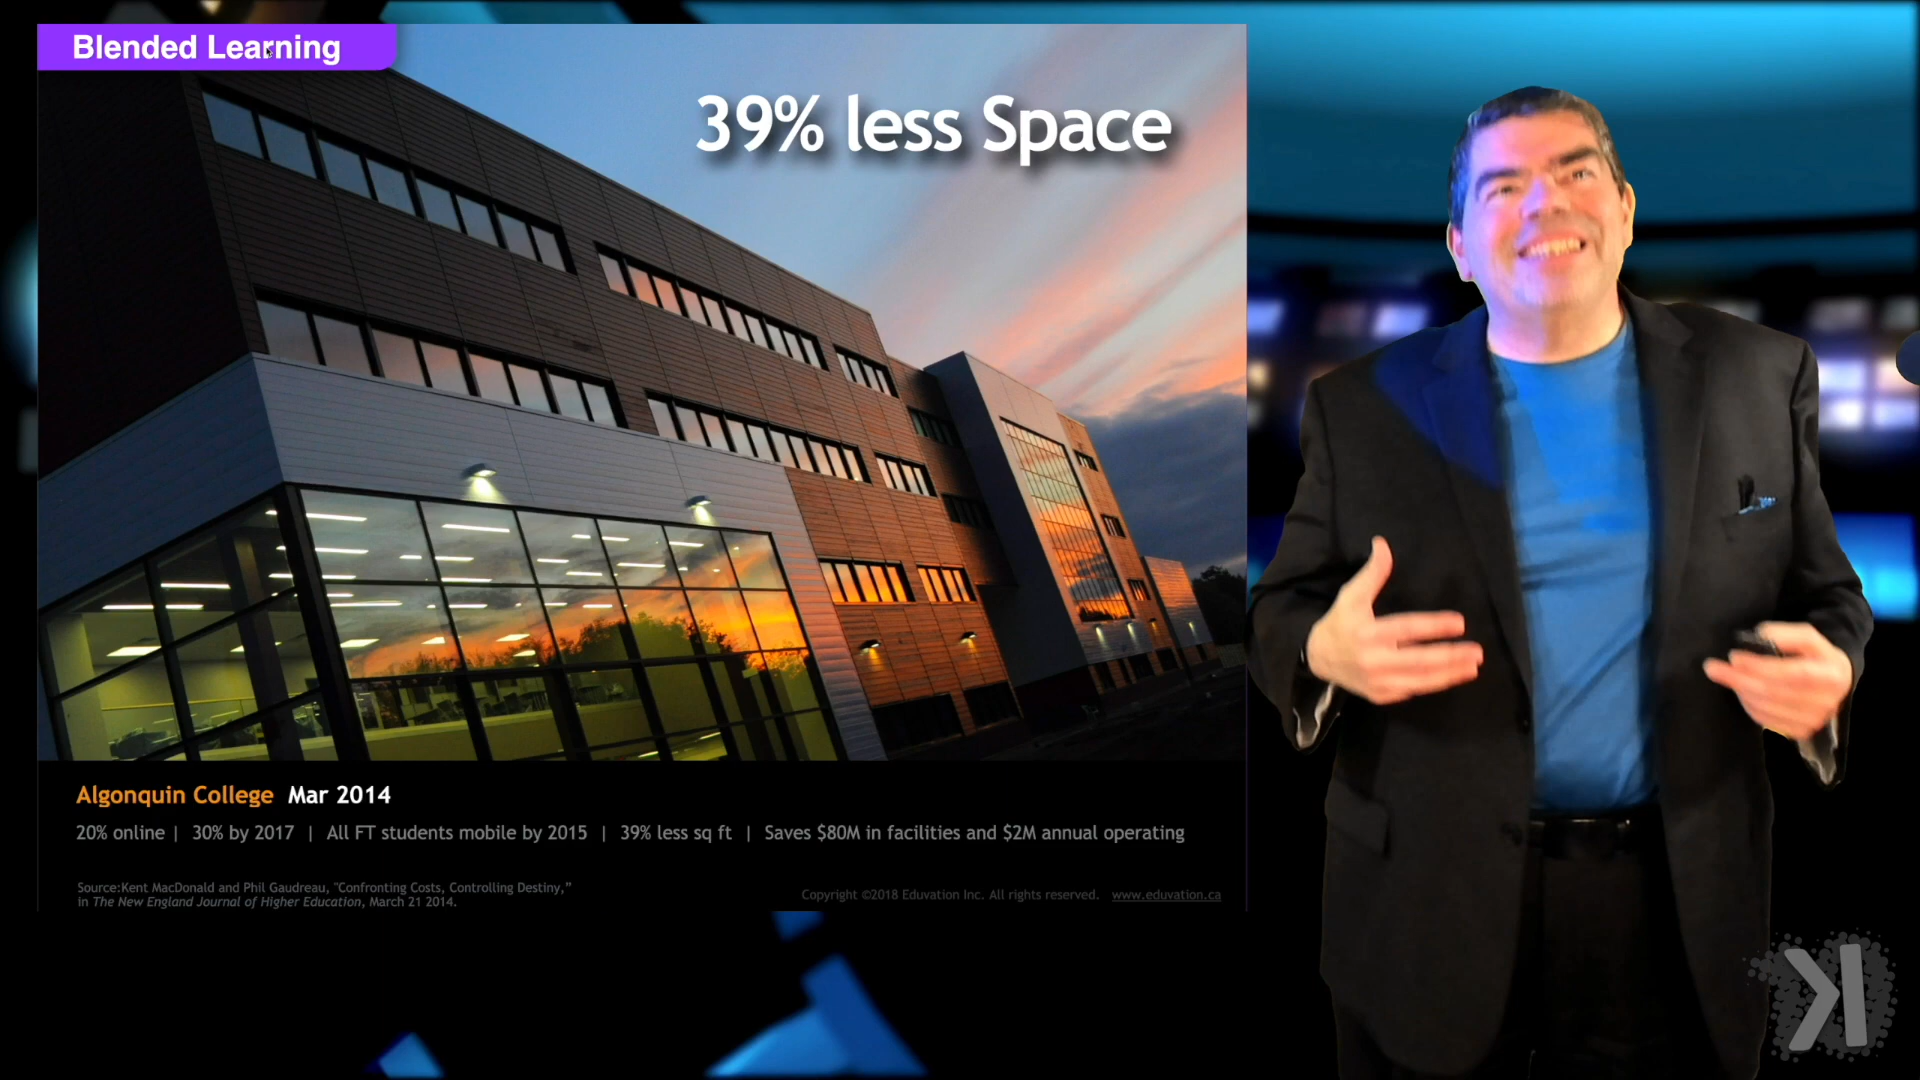 Blended Learning
39% less Space
Algonquin College Mar 2014
20% online | 30% by 2017 | All FT students mobile by 2015 | 39% less sq ft | Saves $80M in facilities and $2M annual operating
Source:Kent MacDonald and Phil Gaudreau, "Confronting Costs, Controlling Destiny,"
in The New England Journal of Higher Education, March 21 2014.
Copyright ©2018 Eduvation Inc. All rights reserved. www.eduvation.ca